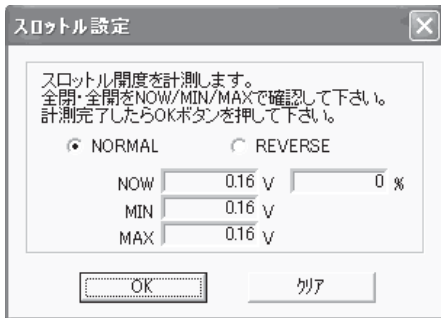 スロットル設定
スロットル開度を計測します。
全閉・全開をNOW/MIN/MAXで確認して下さい。
計測完了したらOKボタンを押して下さい。
NORMAL REVERSE
NOW 0.16 V 0 %
MIN 0.16 V
MAX 0.16 V
OK クリア